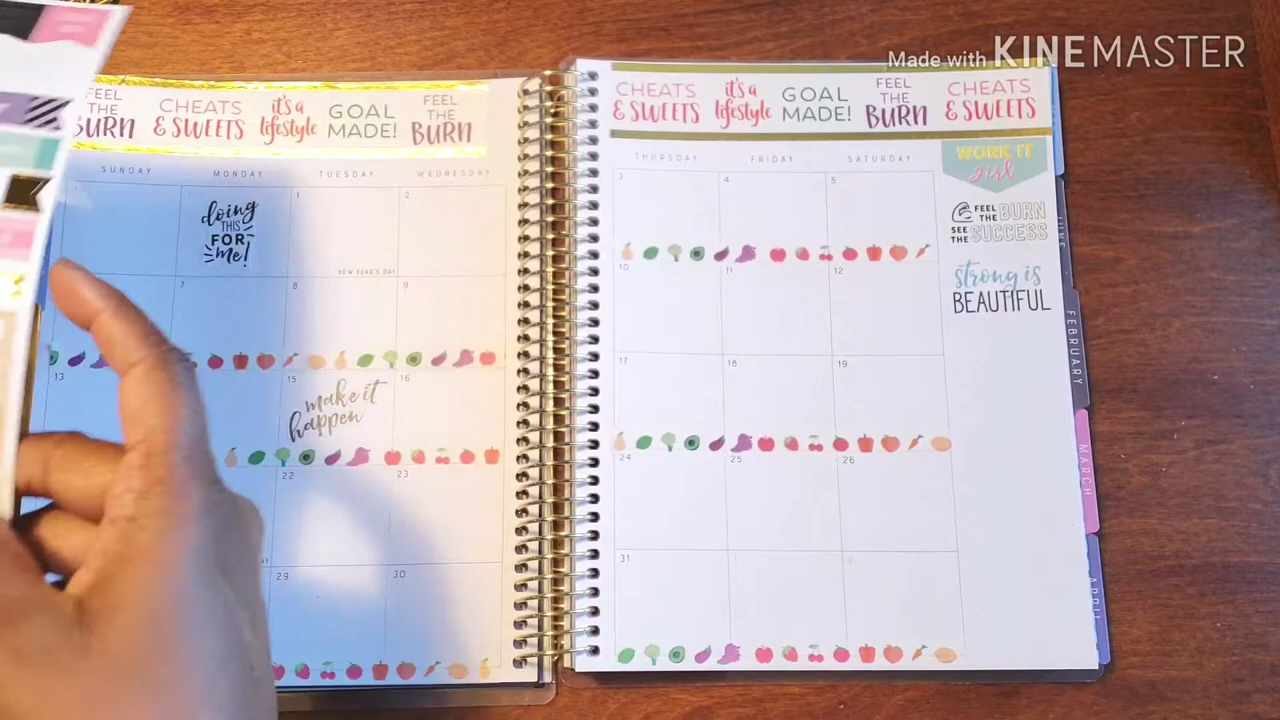 Made with KINEMASTER
FEEL
THE
BURN
CHEATS
& SWEETS
it's a
lifestyle
GOAL
MADE!
FEEL
THE
BURN
SUNDAY
MONDAY
TUESDAY
WEDNESDAY
doing
THIS
FOR
me!
1
2
NEW YEAR'S DAY
7
8
9
13
15
make it
happen
16
22
23
29
30
CHEATS
& SWEETS
it's a
lifestyle
GOAL
MADE!
FEEL
THE
BURN
CHEATS
& SWEETS
THURSDAY
FRIDAY
SATURDAY
WORK IT
girl
3
4
5
FEEL
THE BURN
SEE
THE SUCCESS
strong is
BEAUTIFUL
10
11
12
17
18
19
24
25
26
31
1
2
JUNE
FEBRUARY
MARCH
APRIL